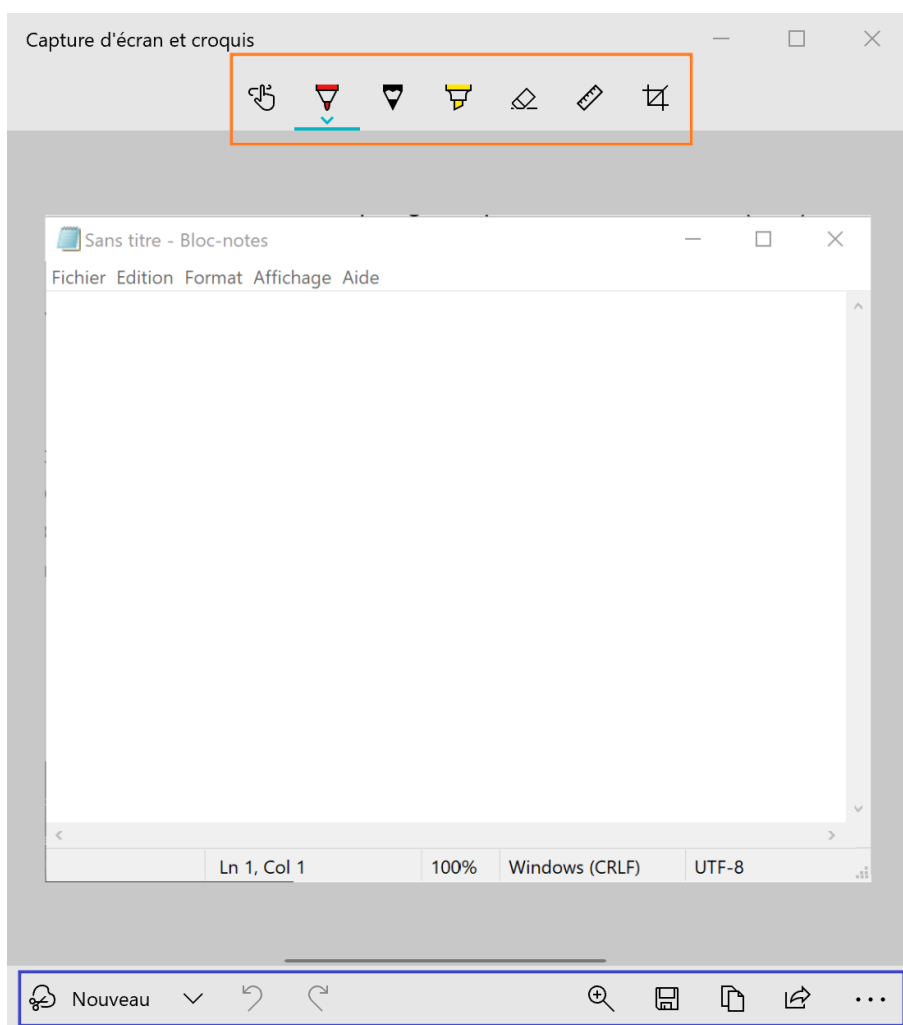 Capture d'écran et croquis
Sans titre - Bloc-notes
Fichier Edition Format Affichage Aide
Ln 1, Col 1 100% Windows (CRLF) UTF-8
Nouveau